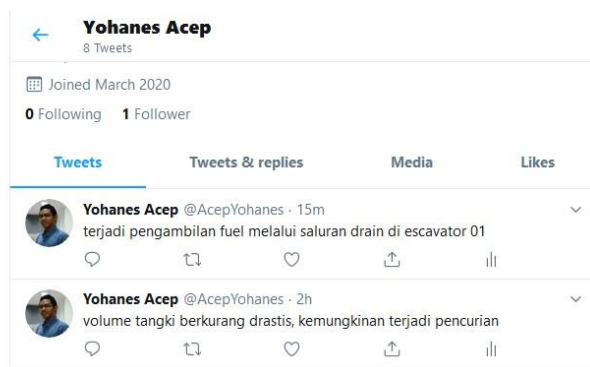 Yohanes Acep
8 Tweets
Joined March 2020
0 Following 1 Follower
Tweets Tweets & replies Media Likes
Yohanes Acep @AcepYohanes · 15m
terjadi pengambilan fuel melalui saluran drain di escavator 01
Yohanes Acep @AcepYohanes · 2h
volume tangki berkurang drastis, kemungkinan terjadi pencurian